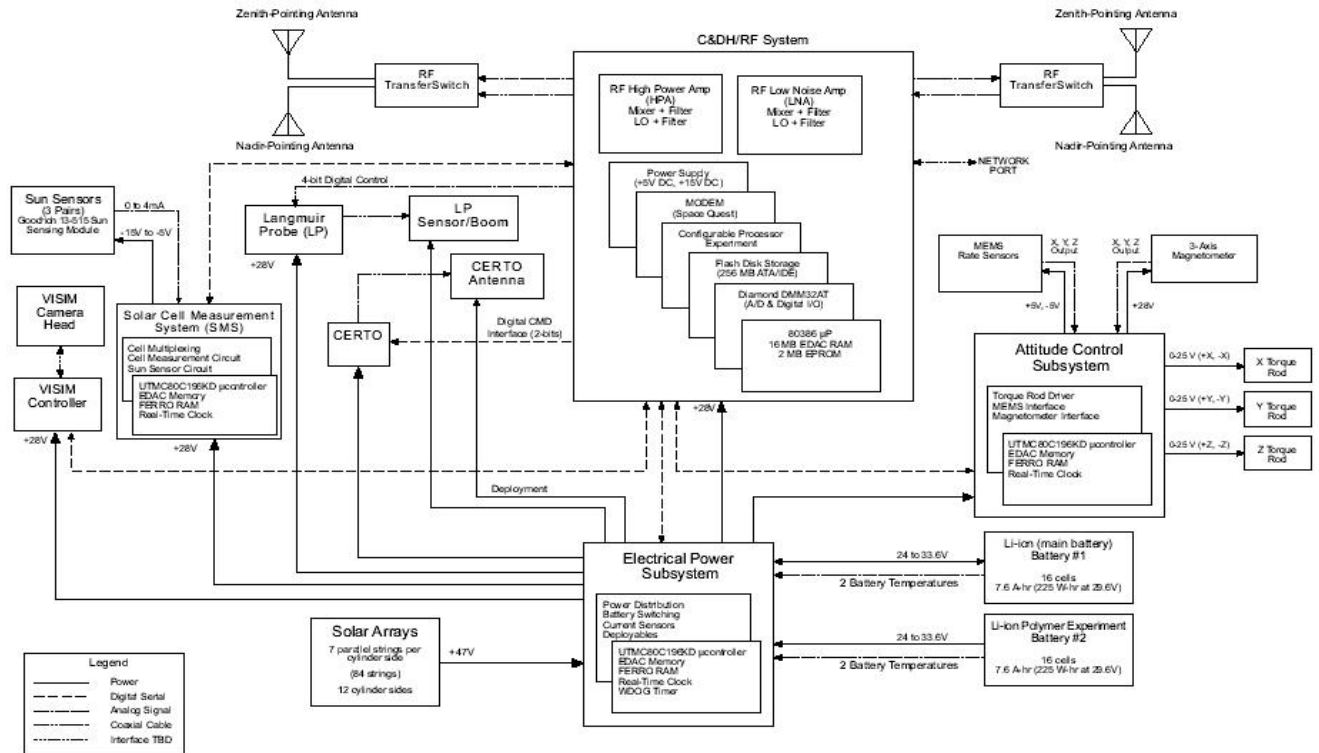 Zenith-Pointing Antenna
Zenith-Pointing Antenna
C&DH/RF System
RF
TransferSwitch
RF High Power Amp
(HPA)
Mixer + Filter
LO + Filter
RF Low Noise Amp
(LNA)
Mixer + Filter
LO + Filter
RF
TransferSwitch
Nadir-Pointing Antenna
Nadir-Pointing Antenna
NETWORK
PORT
4-bit Digital Control
Power Supply
(+5V DC, +15V DC)
MODEM
(Space Quest)
Configurable Processor
Experiment
Flash Disk Storage
(256 MB ATA/IDE)
Diamond DMM32AT
(A/D & Digital I/O)
80386 µP
16 MB EDAC RAM
2 MB EPROM
Sun Sensors
(3 Pairs)
Goodrich 13-515 Sun
Sensing Module
0 to 4mA
-15V to -5V
Langmuir
Probe (LP)
+28V
LP
Sensor/Boom
CERTO
Antenna
CERTO
Digital CMD
Interface (2-bits)
VISIM
Camera
Head
VISIM
Controller
+28V
Solar Cell Measurement
System (SMS)
Cell Multiplexing
Cell Measurement Circuit
Sun Sensor Circuit
UTMC80C196KD µcontroller
EDAC Memory
FERRO RAM
Real-Time Clock
+28V
MEMS
Rate Sensors
X, Y, Z
Output
X, Y, Z
Output
3-Axis
Magnetometer
+5V, -5V
+28V
Attitude Control
Subsystem
Torque Rod Driver
MEMS Interface
Magnetometer Interface
UTMC80C196KD µcontroller
EDAC Memory
FERRO RAM
Real-Time Clock
0-25 V (+X, -X)
X Torque
Rod
0-25 V (+Y, -Y)
Y Torque
Rod
0-25 V (+Z, -Z)
Z Torque
Rod
+28V
Deployment
Electrical Power
Subsystem
Power Distribution
Battery Switching
Current Sensors
Deployables
UTMC80C196KD µcontroller
EDAC Memory
FERRO RAM
Real-Time Clock
WDOG Timer
24 to 33.6V
2 Battery Temperatures
Li-ion (main battery)
Battery #1
16 cells
7.6 A-hr (225 W-hr at 29.6V)
24 to 33.6V
2 Battery Temperatures
Li-ion Polymer Experiment
Battery #2
16 cells
7.6 A-hr (225 W-hr at 29.6V)
Solar Arrays
7 parallel strings per
cylinder side
(84 strings)
12 cylinder sides
+47V
Legend
Power
Digital Serial
Analog Signal
Coaxial Cable
Interface TBD